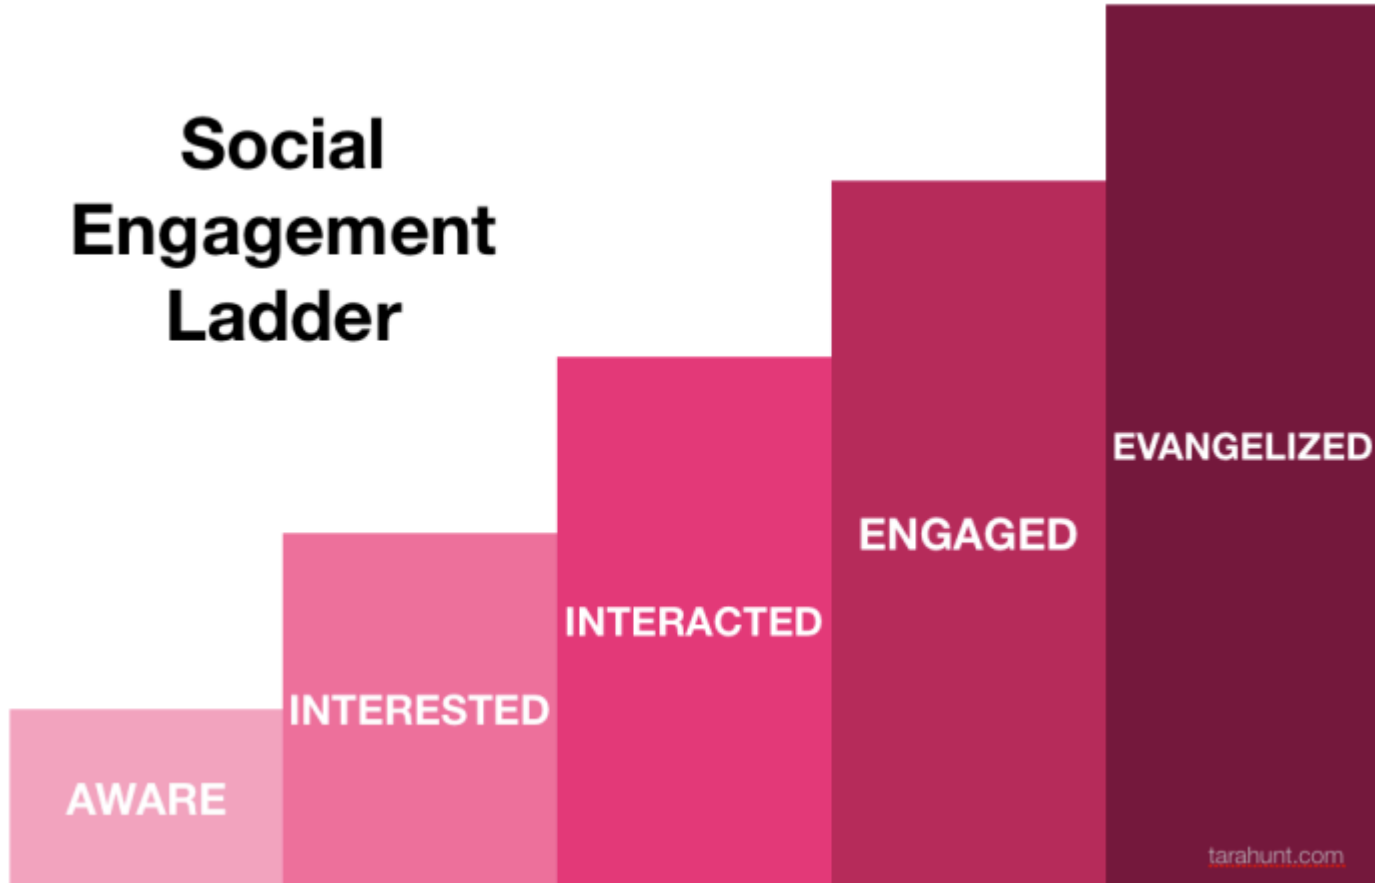 Social
Engagement
Ladder
AWARE
INTERESTED
INTERACTED
ENGAGED
EVANGELIZED
tarahunt.com